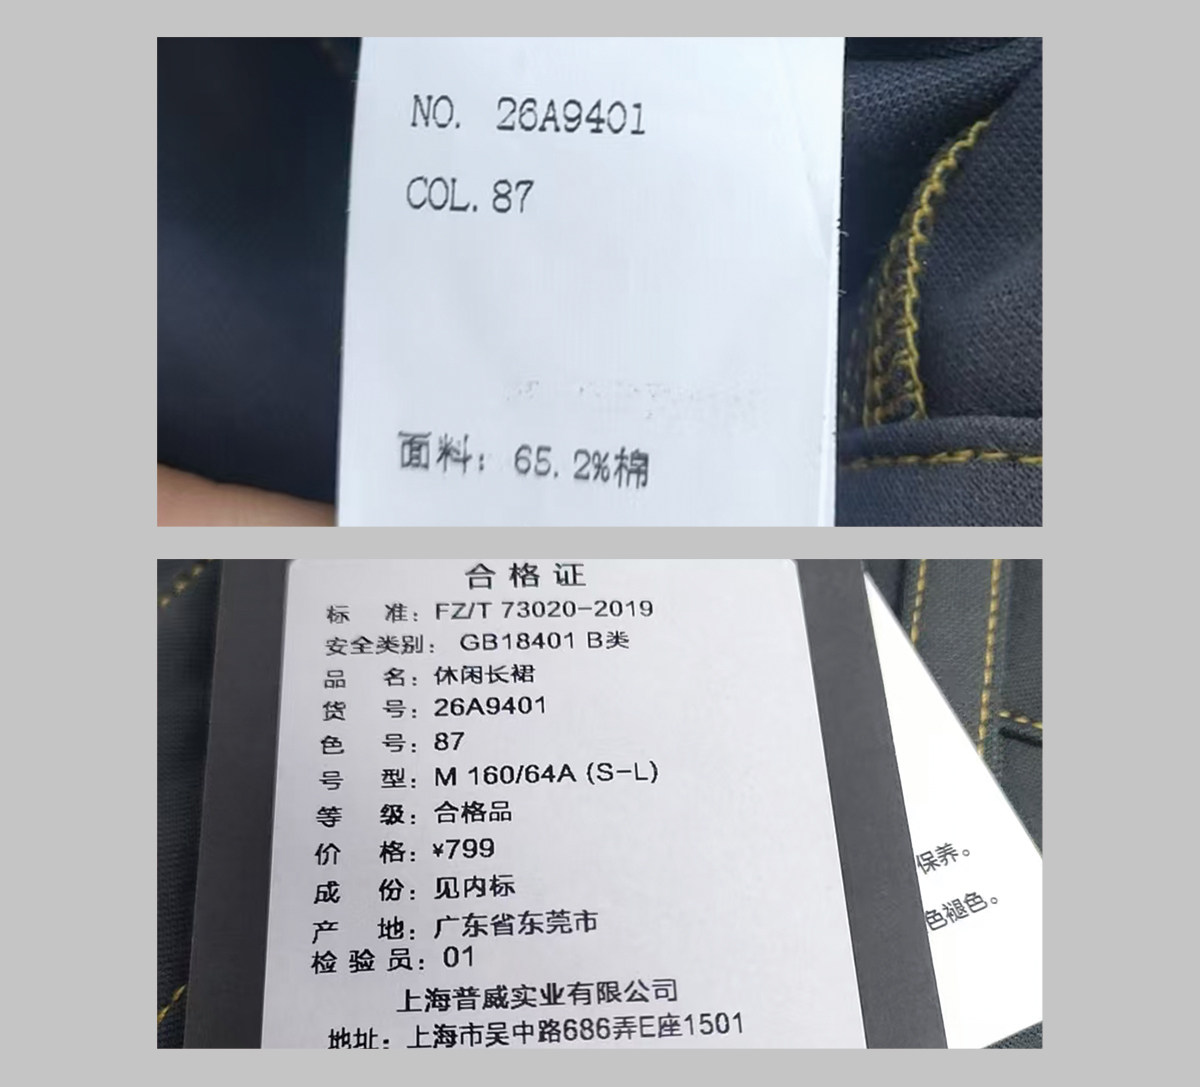 NO. 26A9401
COL. 87
面料: 65.2%棉
合格证
标 准: FZ/T 73020-2019
安全类别: GB18401 B类
品 名: 休闲长裙
货 号: 26A9401
色 号: 87
号 型: M 160/64A (S-L)
等 级: 合格品
价 格: ¥799
成 份: 见内标
产 地: 广东省东莞市
检验员: 01
上海普威实业有限公司
地址: 上海市吴中路686弄E座1501
保养。
色褪色。